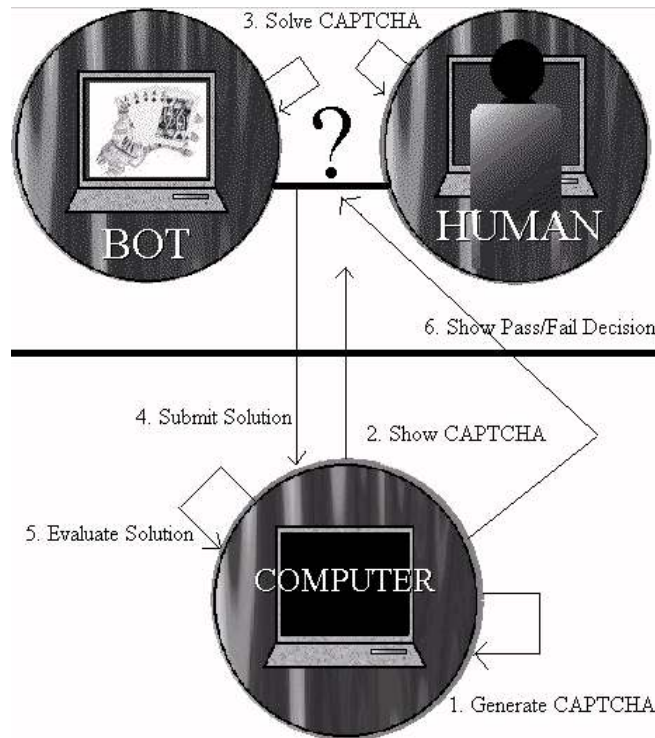 3. Solve CAPTCHA
?
BOT
HUMAN
6. Show Pass/Fail Decision
4. Submit Solution
2. Show CAPTCHA
5. Evaluate Solution
COMPUTER
1. Generate CAPTCHA